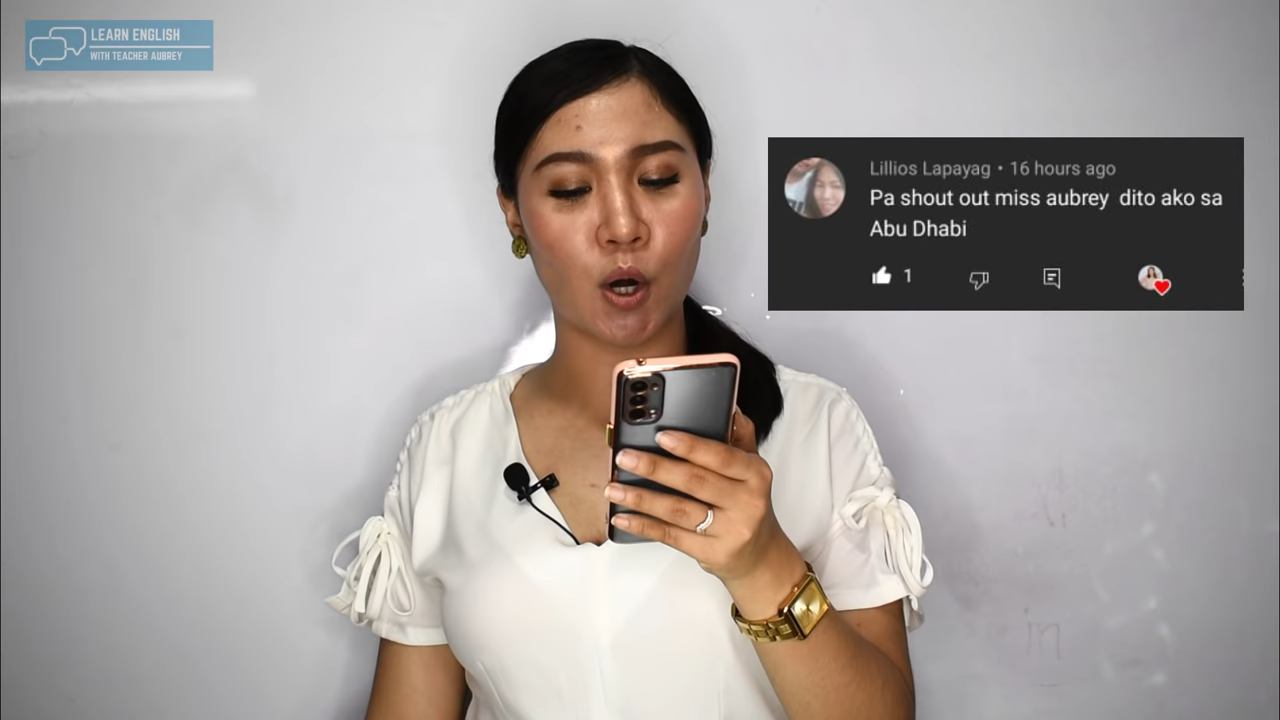 LEARN ENGLISH
WITH TEACHER AUBREY
Lillios Lapayag • 16 hours ago
Pa shout out miss aubrey dito ako sa
Abu Dhabi
1
in